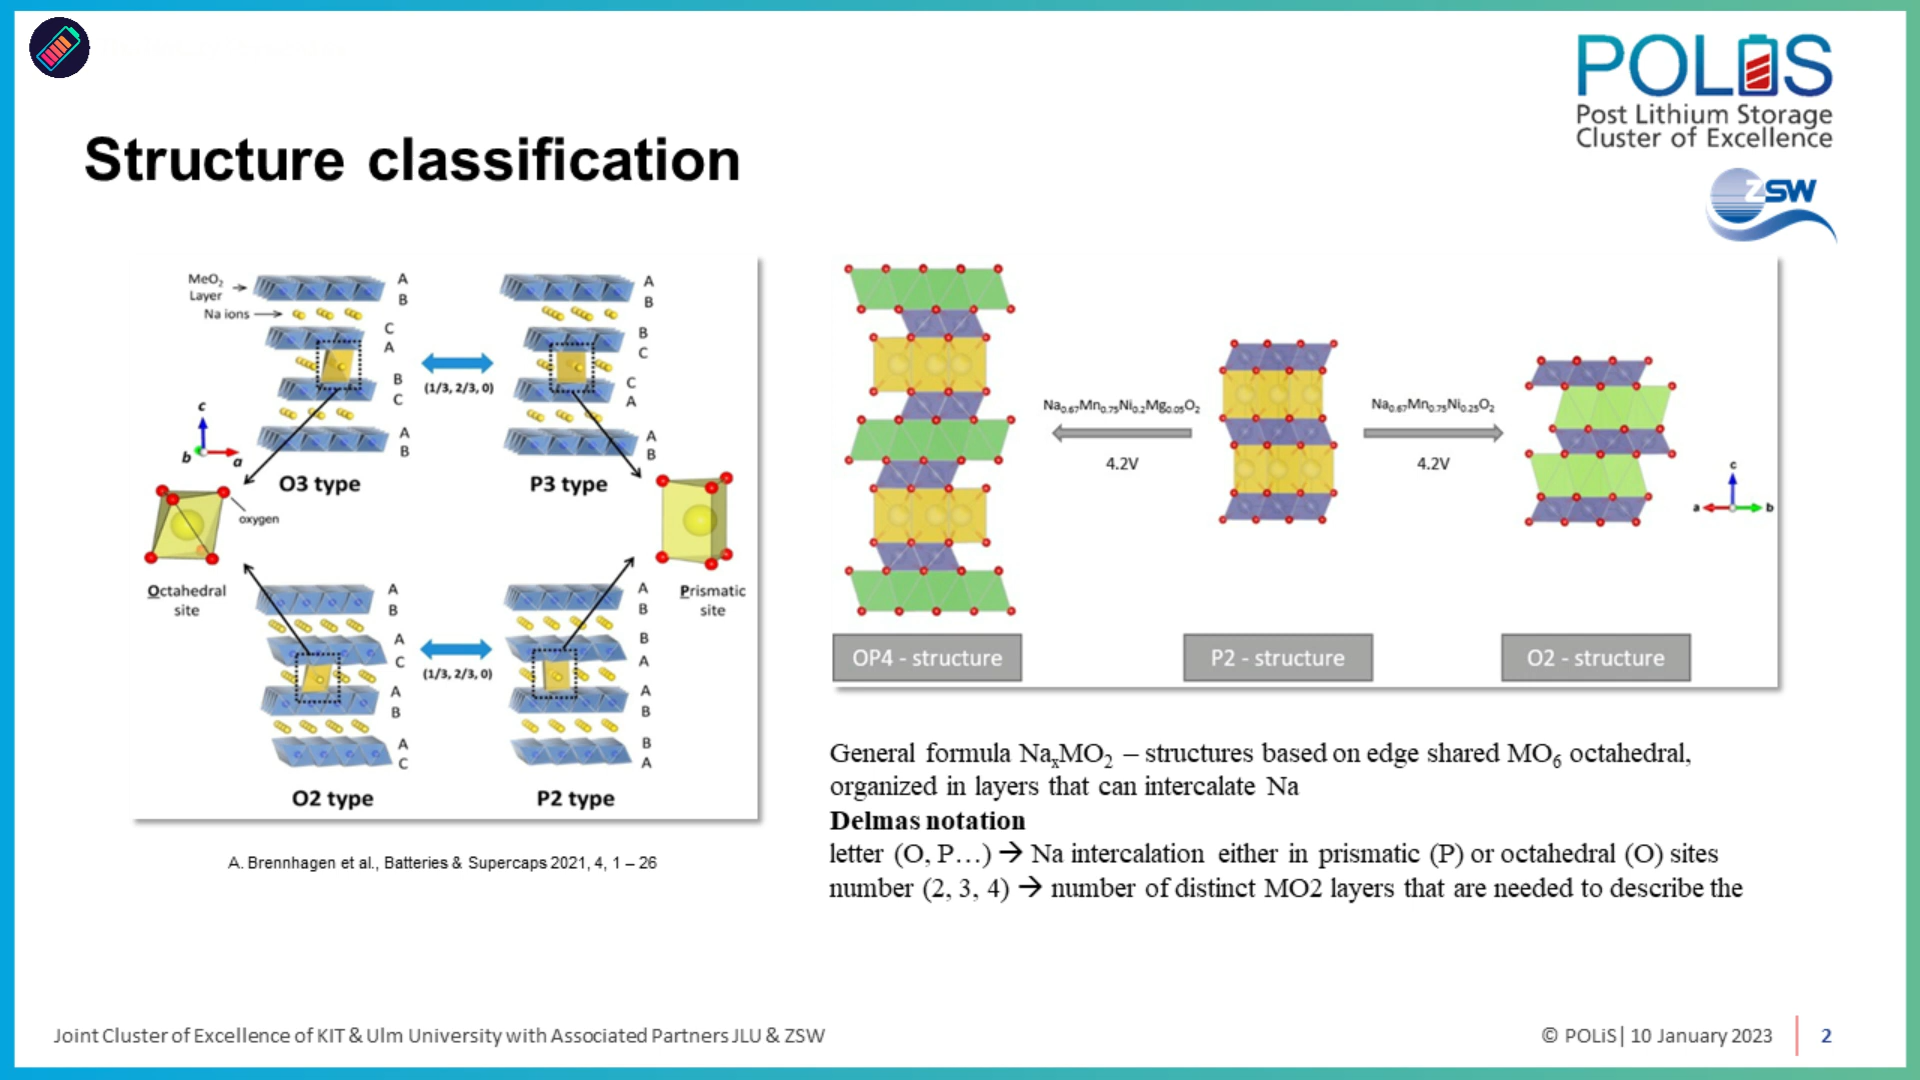 POLiS
Post Lithium Storage
Cluster of Excellence
ZSW
Structure classification
MeO2
Layer
Na ions
A
B
C
A
B
C
A
B
(1/3, 2/3, 0)
A
B
B
C
C
A
A
B
c
b
a
O3 type
P3 type
oxygen
Octahedral
site
Prismatic
site
A
B
A
C
A
B
A
C
(1/3, 2/3, 0)
A
B
B
A
A
B
B
A
O2 type
P2 type
A. Brennhagen et al., Batteries & Supercaps 2021, 4, 1 – 26
Na0.67Mn0.75Ni0.2Mg0.05O2
4.2V
Na0.67Mn0.75Ni0.25O2
4.2V
c
a
b
OP4 - structure
P2 - structure
O2 - structure
General formula NaxMO2 – structures based on edge shared MO6 octahedral,
organized in layers that can intercalate Na
Delmas notation
letter (O, P…) → Na intercalation either in prismatic (P) or octahedral (O) sites
number (2, 3, 4) → number of distinct MO2 layers that are needed to describe the
Joint Cluster of Excellence of KIT & Ulm University with Associated Partners JLU & ZSW
© POLiS| 10 January 2023
2